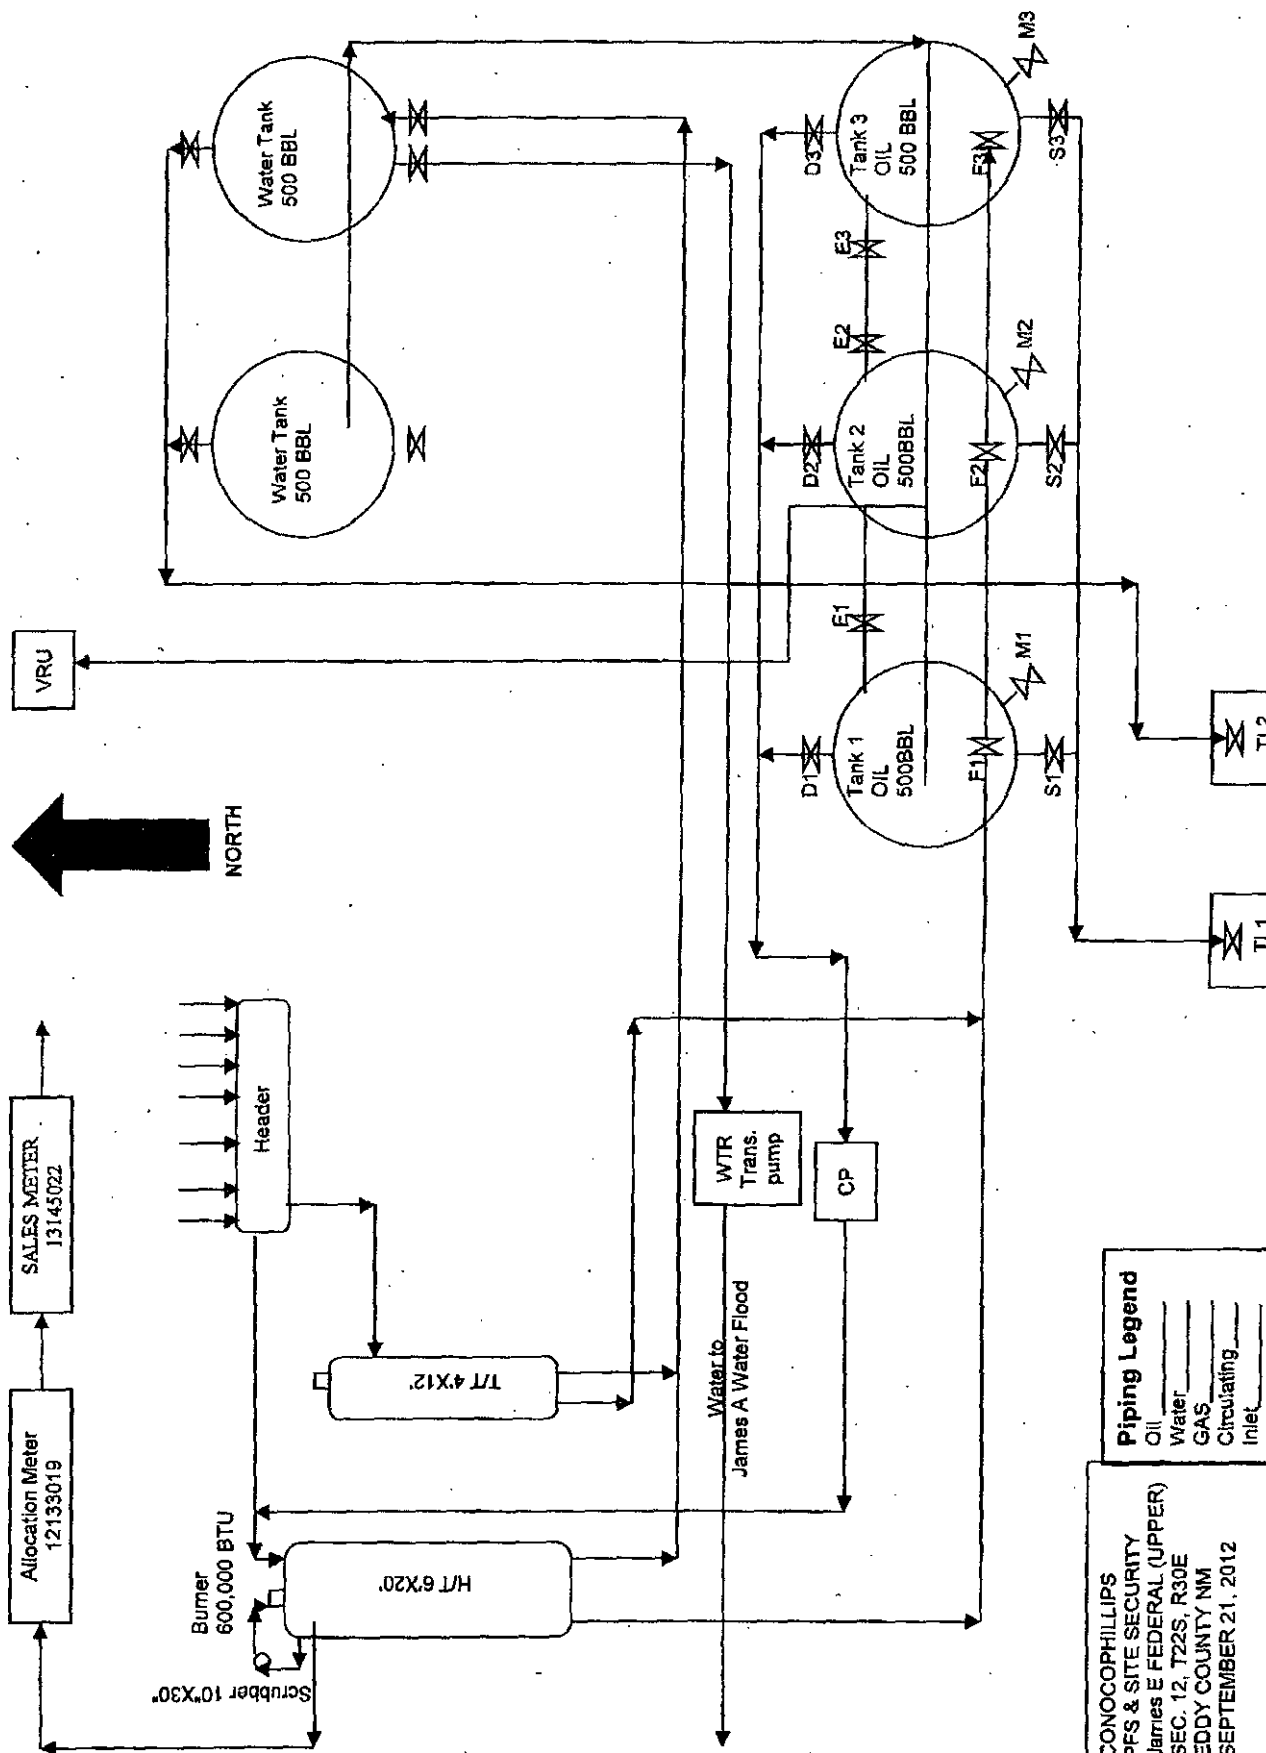 Allocation Meter
12133019
SALES METER
13145022
VRU
NORTH
Header
Burner
600,000 BTU
Scrubber 10"X30"
H/T 6'X20'
T/T 4'X12'
Water Tank
500 BBL
Water Tank
500 BBL
WTR
Trans.
pump
CP
Water to
James A Water Flood
D1
Tank 1
OIL
500BBL
E1
F1
M1
S1
D2
Tank 2
OIL
500BBL
E2
F2
M2
S2
D3
Tank 3
OIL
500 BBL
E3
F3
M3
S3
TL1
TL2
Piping Legend
Oil
Water
GAS
Circulating
Inlet
CONOCOPHILLIPS
PFS & SITE SECURITY
James E FEDERAL (UPPER)
SEC. 12, T22S, R30E
EDDY COUNTY NM
SEPTEMBER 21, 2012